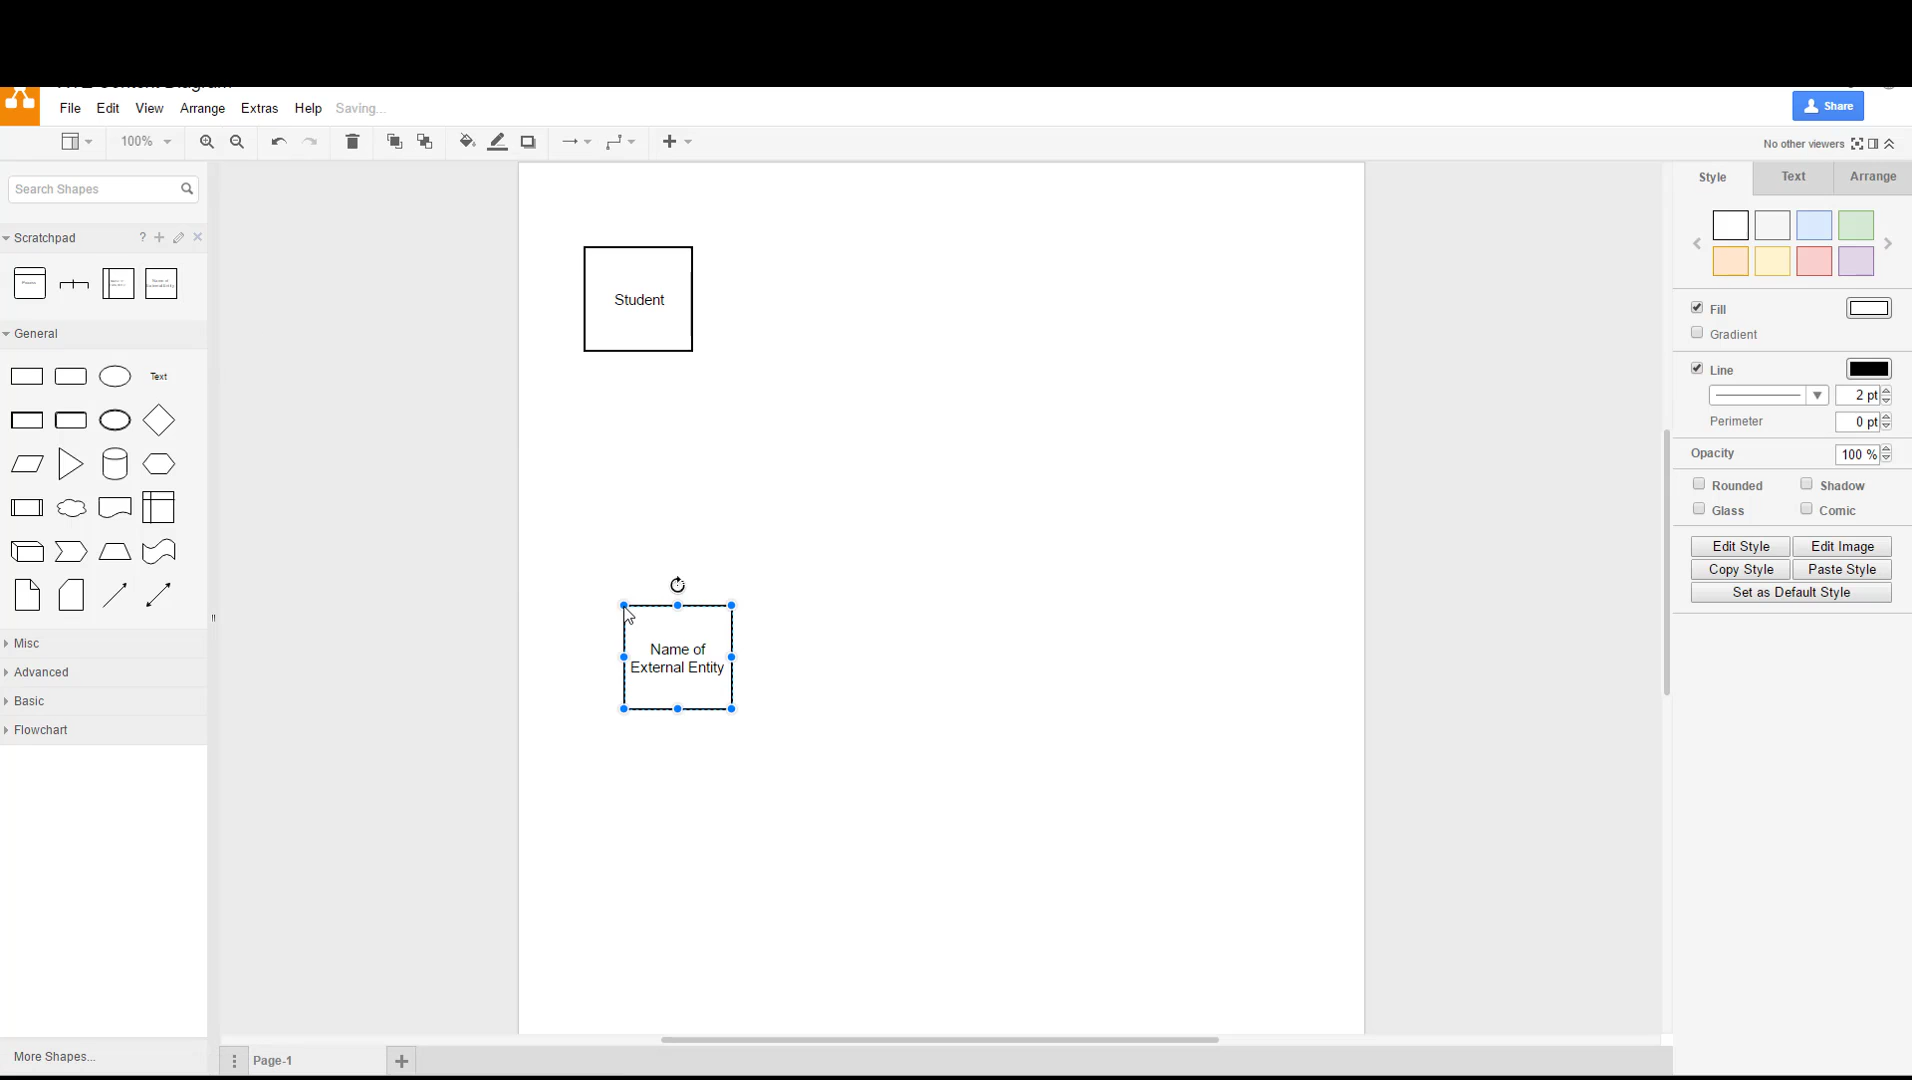 File Edit View Arrange Extras Help Saving...
Share
100%
No other viewers
Search Shapes
Style Text Arrange
Scratchpad ?
General
Text
Misc
Advanced
Basic
Flowchart
More Shapes...
Student
Name of
External Entity
Fill
Gradient
Line
2 pt
Perimeter 0 pt
Opacity 100 %
Rounded Shadow
Glass Comic
Edit Style Edit Image
Copy Style Paste Style
Set as Default Style
Page-1